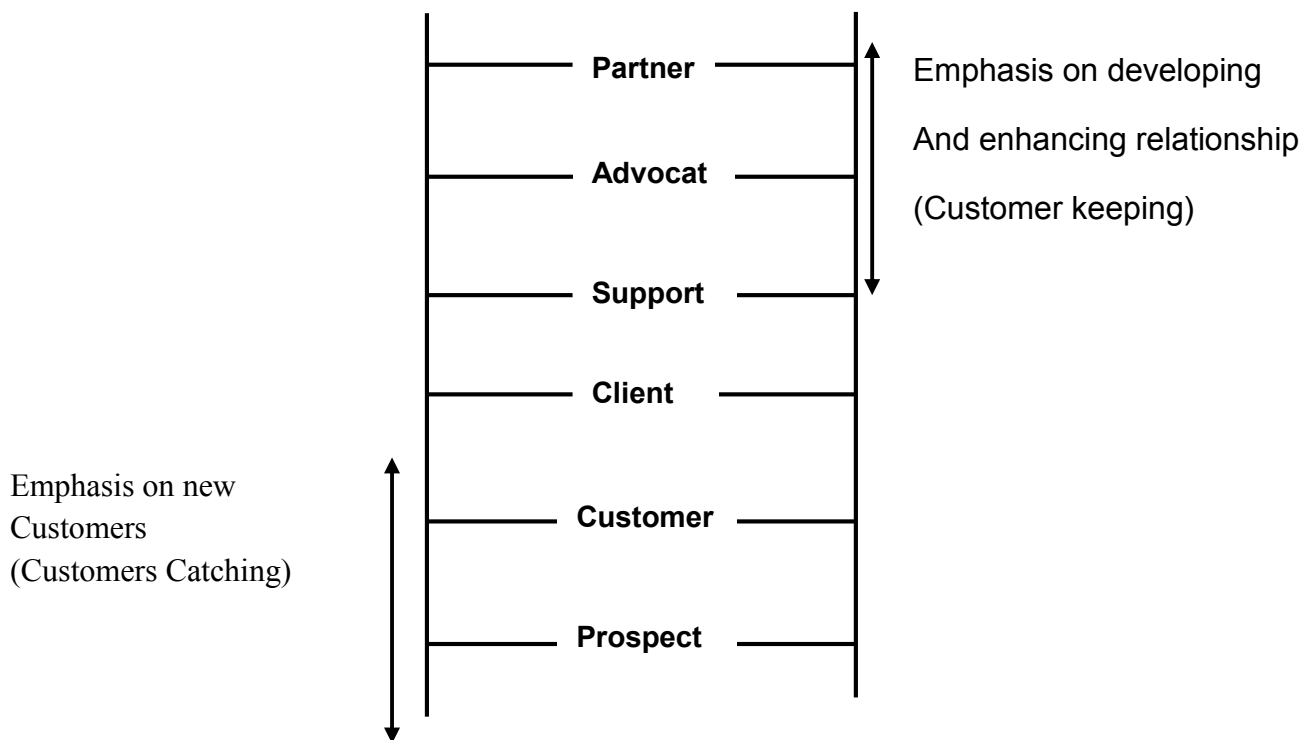 Partner
Emphasis on developing
And enhancing relationship
Advocat
(Customer keeping)
Support
Client
Emphasis on new
Customers
(Customers Catching)
Customer
Prospect